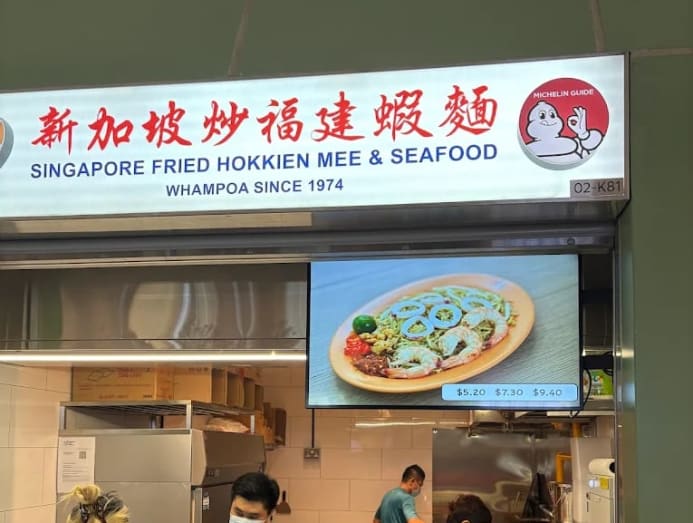 新加坡炒福建蝦麵
MICHELIN GUIDE
SINGAPORE FRIED HOKKIEN MEE & SEAFOOD
WHAMPOA SINCE 1974
02-K81
$5.20 $7.30 $9.40